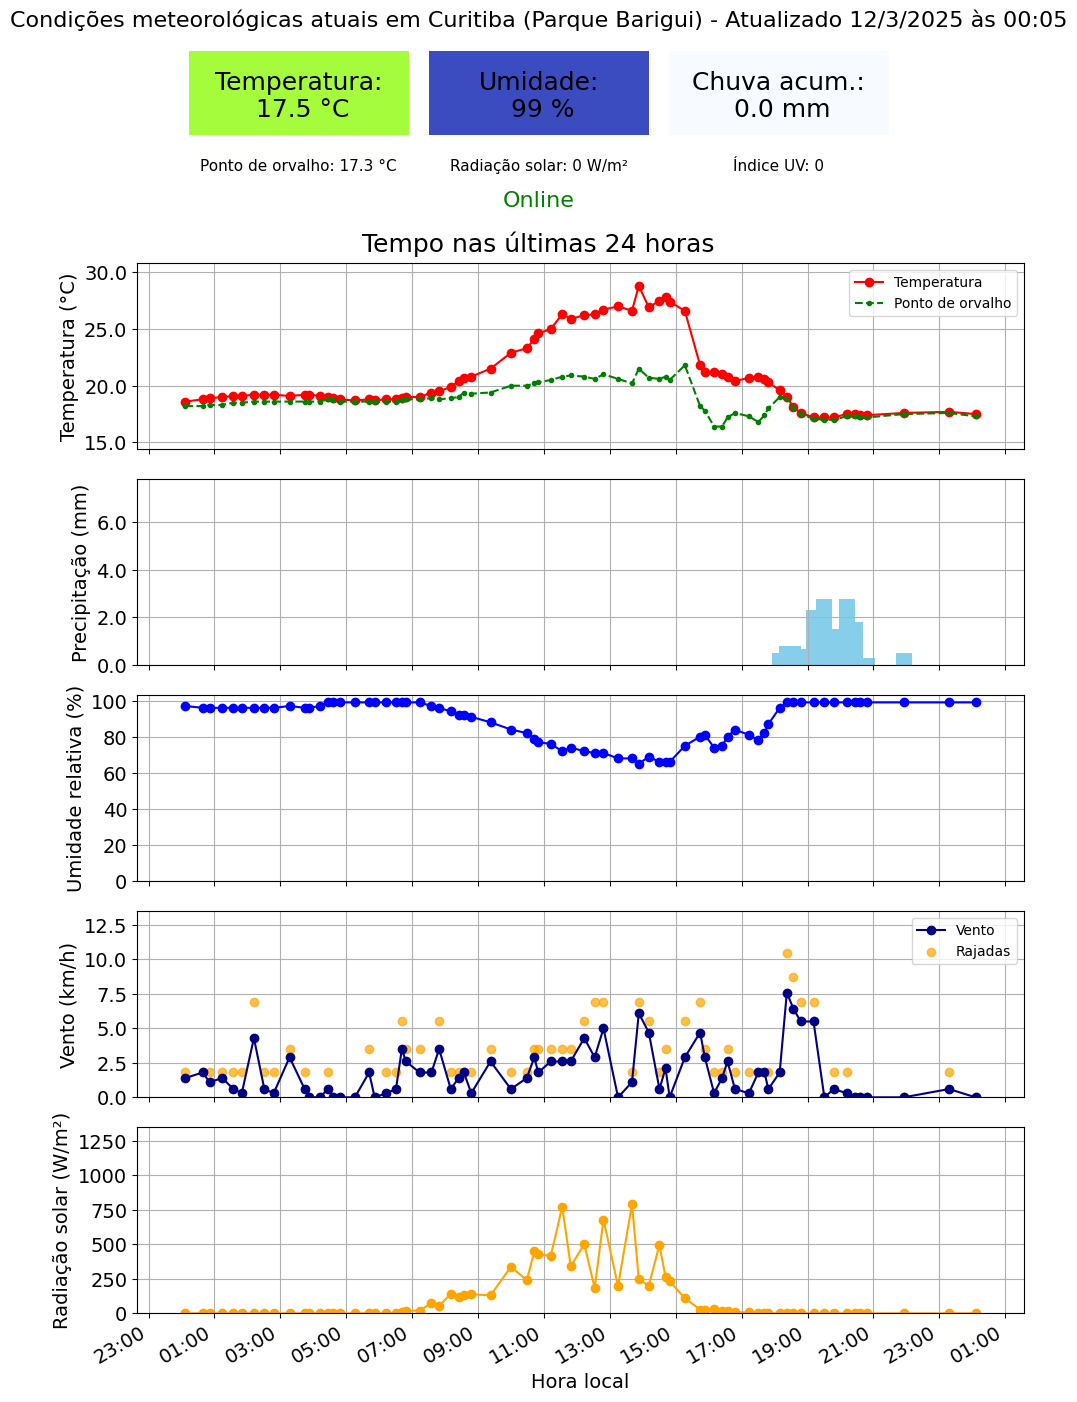 Condições meteorológicas atuais em Curitiba (Parque Barigui) - Atualizado 12/3/2025 às 00:05
Temperatura:
17.5 °C
Umidade:
99 %
Chuva acum.:
0.0 mm
Ponto de orvalho: 17.3 °C
Radiação solar: 0 W/m²
Índice UV: 0
Online
Tempo nas últimas 24 horas
Temperatura (°C)
30.0
25.0
20.0
15.0
Temperatura
Ponto de orvalho
Precipitação (mm)
6.0
4.0
2.0
0.0
Umidade relativa (%)
100
80
60
40
20
0
Vento (km/h)
12.5
10.0
7.5
5.0
2.5
0.0
Vento
Rajadas
Radiação solar (W/m²)
1250
1000
750
500
250
0
23:00
01:00
03:00
05:00
07:00
09:00
11:00
13:00
15:00
17:00
19:00
21:00
23:00
01:00
Hora local